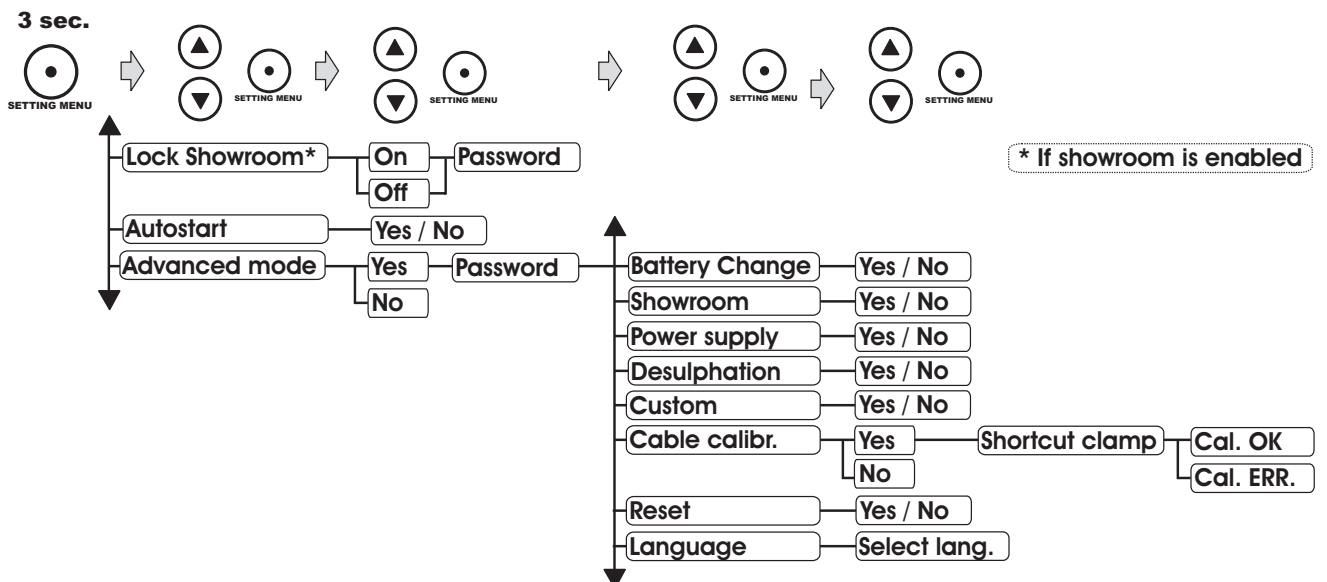 3 sec.
SETTING MENU
SETTING MENU
SETTING MENU
SETTING MENU
SETTING MENU
Lock Showroom* On Password
Off
* If showroom is enabled
Autostart Yes / No
Advanced mode Yes Password
No
Battery Change Yes / No
Showroom Yes / No
Power supply Yes / No
Desulphation Yes / No
Custom Yes / No
Cable calibr. Yes Shortcut clamp Cal. OK
No Cal. ERR.
Reset Yes / No
Language Select lang.